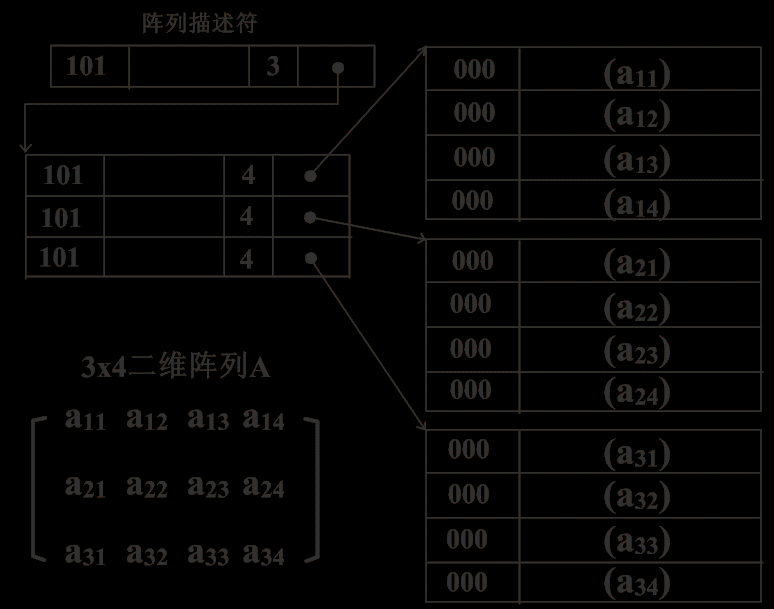 阵列描述符
101 3
101 4
101 4
101 4
000 (a11)
000 (a12)
000 (a13)
000 (a14)
000 (a21)
000 (a22)
000 (a23)
000 (a24)
000 (a31)
000 (a32)
000 (a33)
000 (a34)
3x4二维阵列A
a11 a12 a13 a14
a21 a22 a23 a24
a31 a32 a33 a34